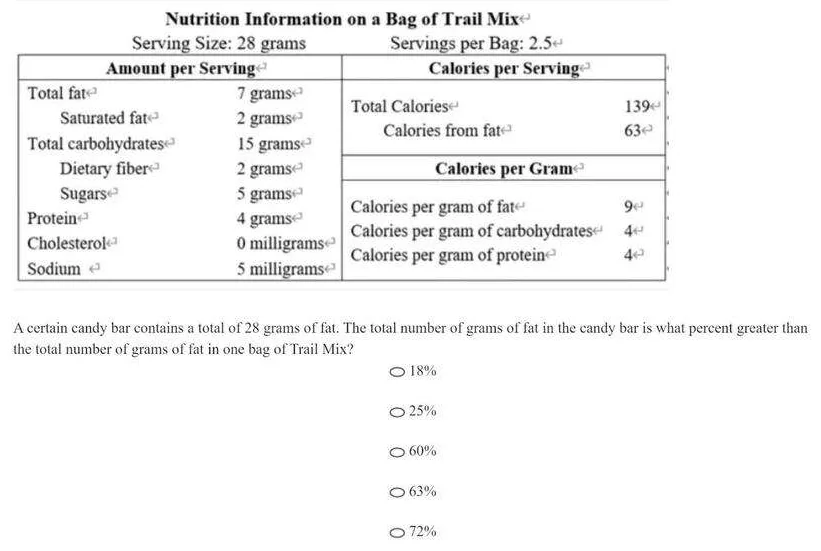 Nutrition Information on a Bag of Trail Mix↵
Serving Size: 28 grams Servings per Bag: 2.5↵
Amount per Serving↵ Calories per Serving↵
Total fat↵ 7 grams↵
Saturated fat↵ 2 grams↵
Total carbohydrates↵ 15 grams↵
Dietary fiber↵ 2 grams↵
Sugars↵ 5 grams↵
Protein↵ 4 grams↵
Cholesterol↵ 0 milligrams↵
Sodium ↵ 5 milligrams↵
Total Calories↵ 139↵
Calories from fat↵ 63↵
Calories per Gram↵
Calories per gram of fat↵ 9↵
Calories per gram of carbohydrates↵ 4↵
Calories per gram of protein↵ 4↵
A certain candy bar contains a total of 28 grams of fat. The total number of grams of fat in the candy bar is what percent greater than
the total number of grams of fat in one bag of Trail Mix?
18%
25%
60%
63%
72%